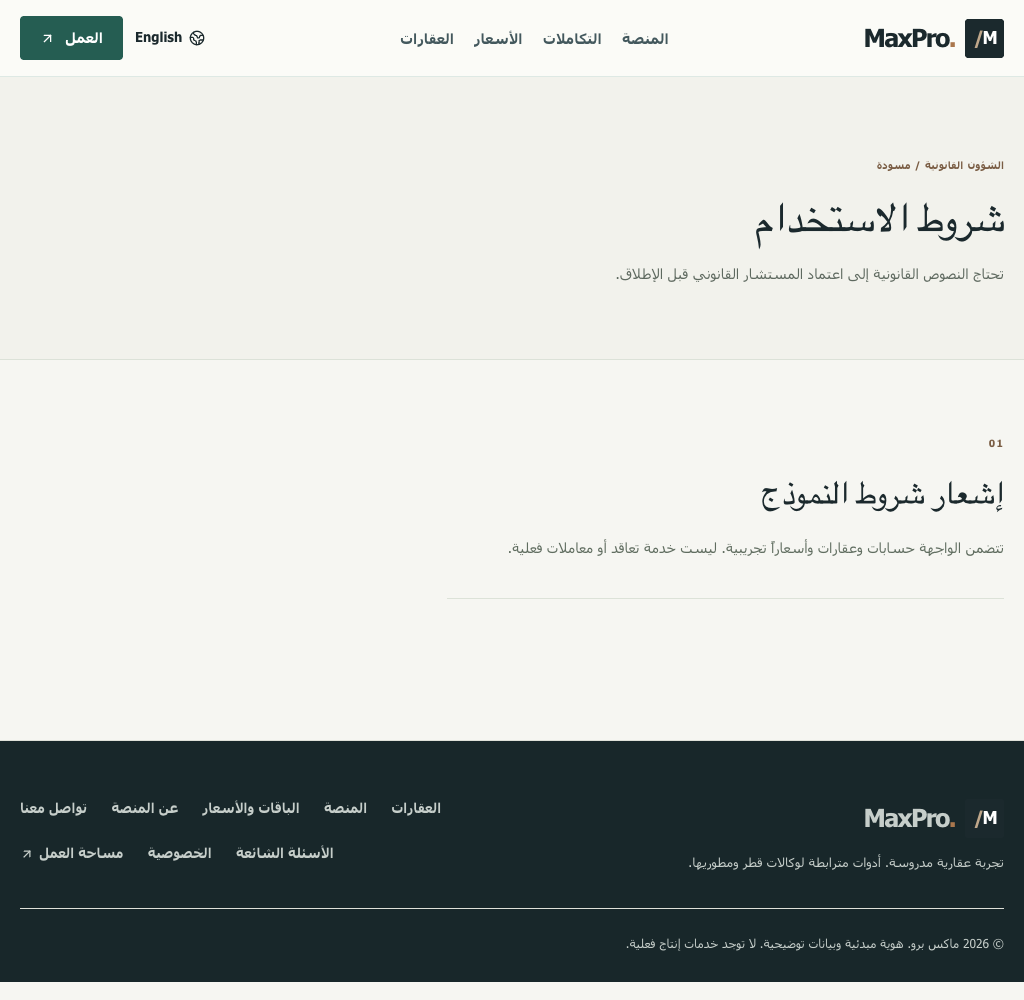 M/ MaxPro.
المنصة التكاملات الأسعار العقارات
English
العمل
الشؤون القانونية / مسودة
شروط الاستخدام
تحتاج النصوص القانونية إلى اعتماد المستشار القانوني قبل الإطلاق.
01
إشعار شروط النموذج
تتضمن الواجهة حسابات وعقارات وأسعاراً تجريبية. ليست خدمة تعاقد أو معاملات فعلية.
M/ MaxPro.
تجربة عقارية مدروسة. أدوات مترابطة لوكالات قطر ومطوريها.
العقارات المنصة الباقات والأسعار عن المنصة تواصل معنا
الأسئلة الشائعة الخصوصية مساحة العمل
© 2026 ماكس برو. هوية مبدئية وبيانات توضيحية. لا توجد خدمات إنتاج فعلية.